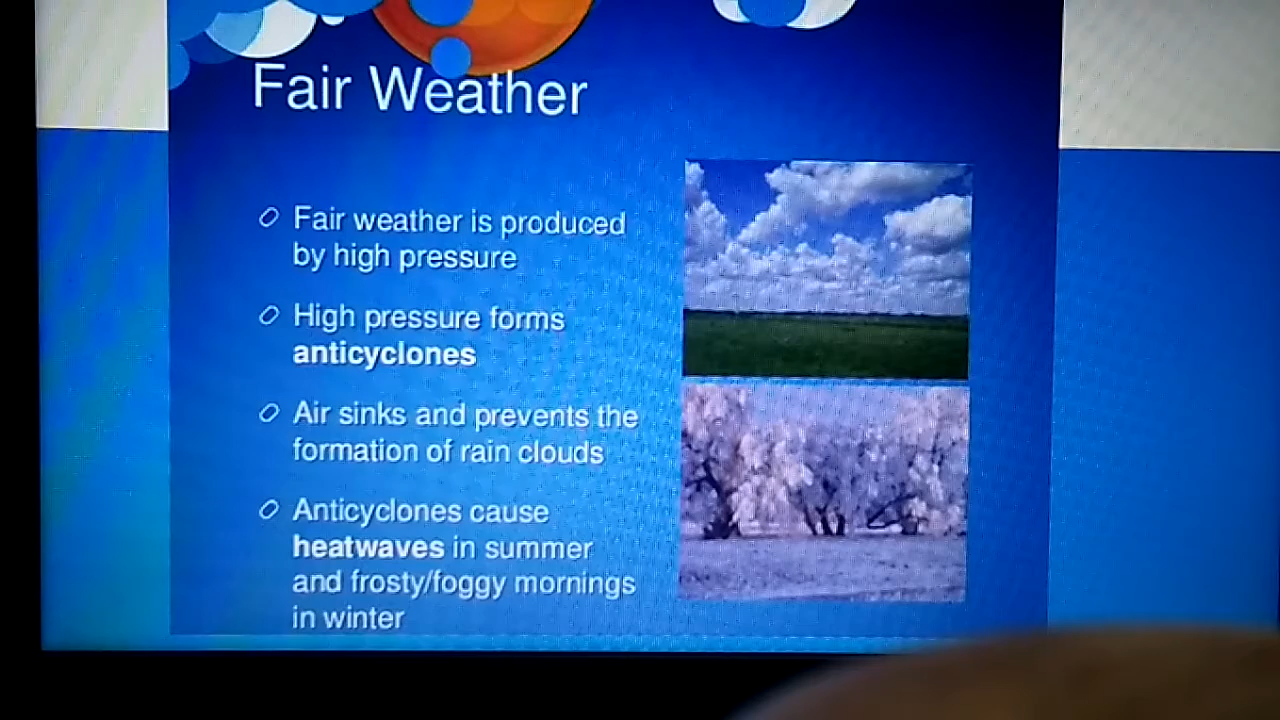 Fair Weather
Fair weather is produced
by high pressure
High pressure forms
anticyclones
Air sinks and prevents the
formation of rain clouds
Anticyclones cause
heatwaves in summer
and frosty/foggy mornings
in winter